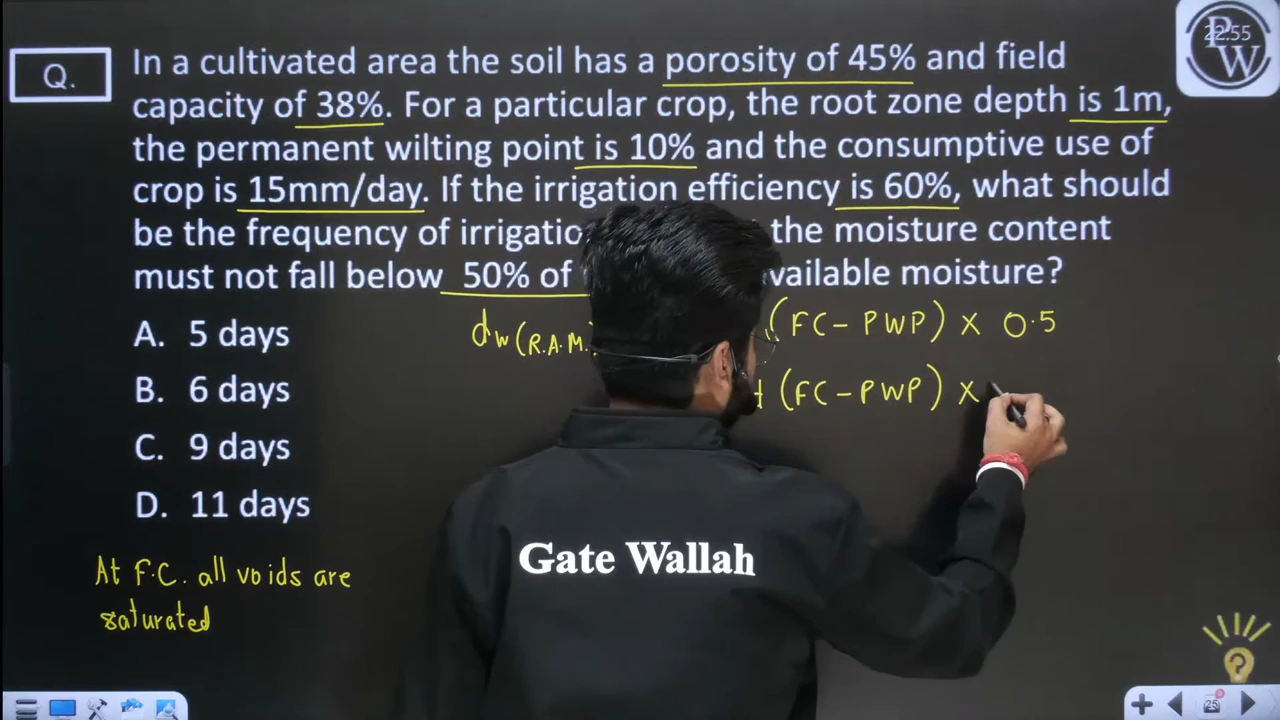 22:55
PW
Q.
In a cultivated area the soil has a porosity of 45% and field
capacity of 38%. For a particular crop, the root zone depth is 1m,
the permanent wilting point is 10% and the consumptive use of
crop is 15mm/day. If the irrigation efficiency is 60%, what should
be the frequency of irrigatio the moisture content
must not fall below 50% of vailable moisture?
A. 5 days
B. 6 days
C. 9 days
D. 11 days
dw (R.A.M. (FC - PWP) X 0.5
(FC - PWP) X
At F.C. all voids are
saturated
Gate Wallah
25